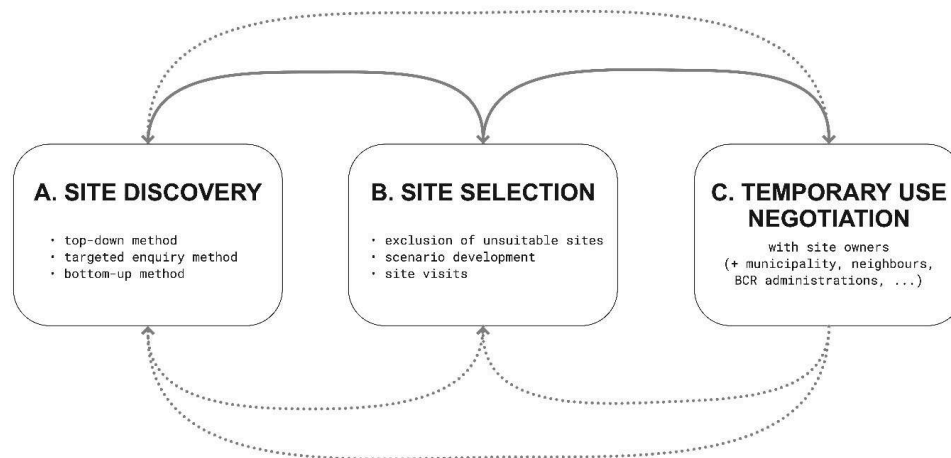 A. SITE DISCOVERY
· top-down method
· targeted enquiry method
· bottom-up method
B. SITE SELECTION
· exclusion of unsuitable sites
· scenario development
· site visits
C. TEMPORARY USE
NEGOTIATION
with site owners
(+ municipality, neighbours,
BCR administrations, ...)